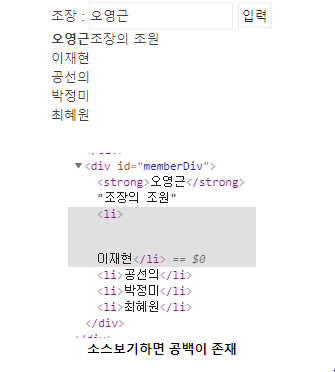 조장 : 오영근 입력
오영근조장의 조원
이재현
공선의
박정미
최혜원
▼<div id="memberDiv">
<strong>오영근</strong>
"조장의 조원"
<li>
이재현</li> == $0
<li>공선의</li>
<li>박정미</li>
<li>최혜원</li>
</div>
소스보기하면 공백이 존재